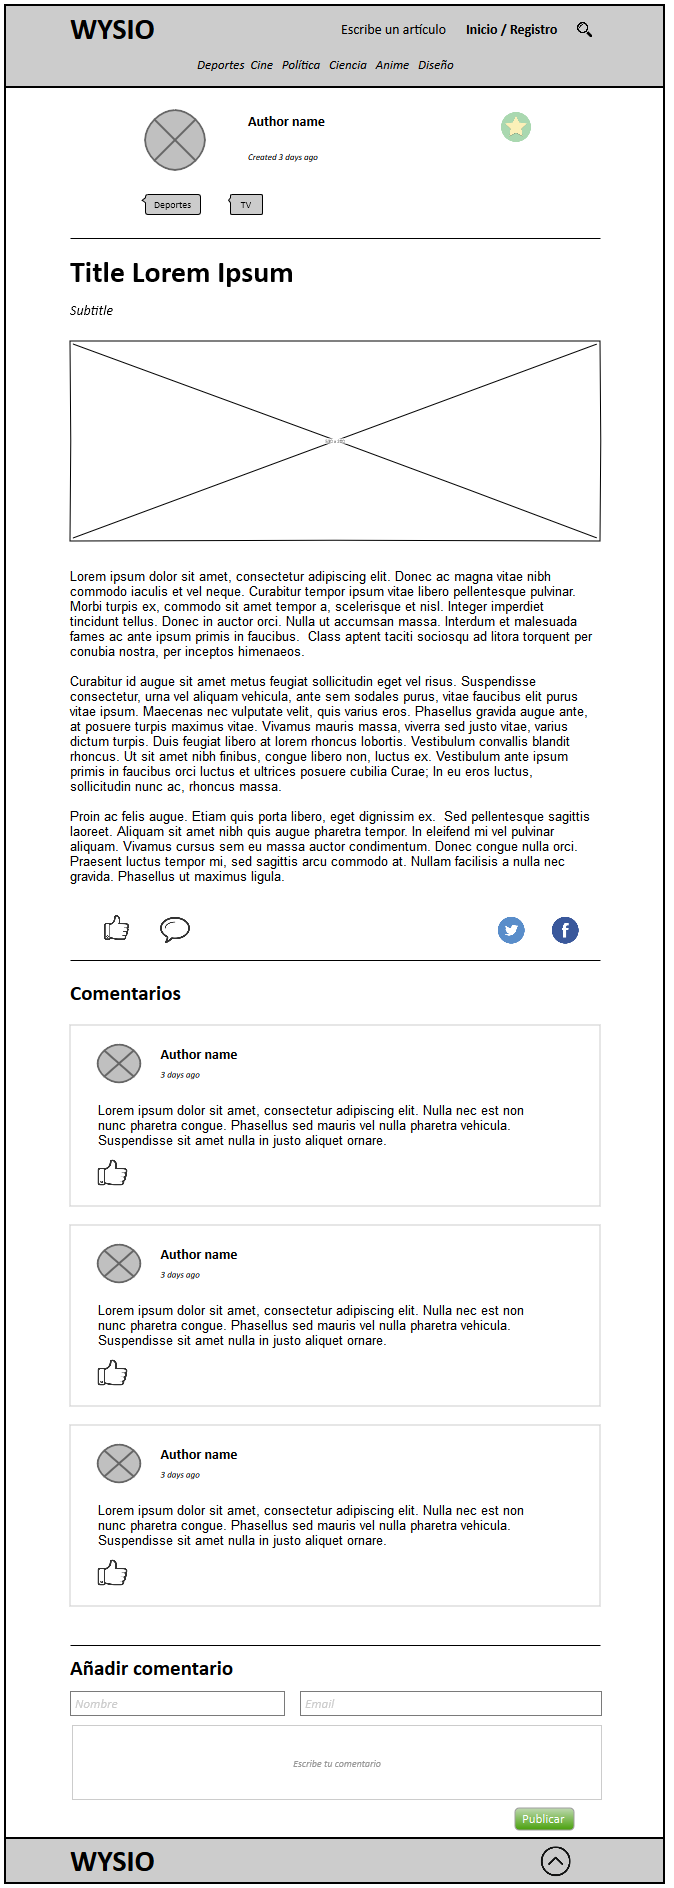 WYSIO
Escribe un artículo
Inicio / Registro
Deportes Cine Política Ciencia Anime Diseño
Author name
Created 3 days ago
Deportes
TV
Title Lorem Ipsum
Subtitle
Lorem ipsum dolor sit amet, consectetur adipiscing elit. Donec ac magna vitae nibh
commodo iaculis et vel neque. Curabitur tempor ipsum vitae libero pellentesque pulvinar.
Morbi turpis ex, commodo sit amet tempor a, scelerisque et nisl. Integer imperdiet
tincidunt tellus. Donec in auctor orci. Nulla ut accumsan massa. Interdum et malesuada
fames ac ante ipsum primis in faucibus.  Class aptent taciti sociosqu ad litora torquent per
conubia nostra, per inceptos himenaeos.
Curabitur id augue sit amet metus feugiat sollicitudin eget vel risus. Suspendisse
consectetur, urna vel aliquam vehicula, ante sem sodales purus, vitae faucibus elit purus
vitae ipsum. Maecenas nec vulputate velit, quis varius eros. Phasellus gravida augue ante,
at posuere turpis maximus vitae. Vivamus mauris massa, viverra sed justo vitae, varius
dictum turpis. Duis feugiat libero at lorem rhoncus lobortis. Vestibulum convallis blandit
rhoncus. Ut sit amet nibh finibus, congue libero non, luctus ex. Vestibulum ante ipsum
primis in faucibus orci luctus et ultrices posuere cubilia Curae; In eu eros luctus,
sollicitudin nunc ac, rhoncus massa.
Proin ac felis augue. Etiam quis porta libero, eget dignissim ex.  Sed pellentesque sagittis
laoreet. Aliquam sit amet nibh quis augue pharetra tempor. In eleifend mi vel pulvinar
aliquam. Vivamus cursus sem eu massa auctor condimentum. Donec congue nulla orci.
Praesent luctus tempor mi, sed sagittis arcu commodo at. Nullam facilisis a nulla nec
gravida. Phasellus ut maximus ligula.
Comentarios
Author name
3 days ago
Lorem ipsum dolor sit amet, consectetur adipiscing elit. Nulla nec est non
nunc pharetra congue. Phasellus sed mauris vel nulla pharetra vehicula.
Suspendisse sit amet nulla in justo aliquet ornare.
Author name
3 days ago
Lorem ipsum dolor sit amet, consectetur adipiscing elit. Nulla nec est non
nunc pharetra congue. Phasellus sed mauris vel nulla pharetra vehicula.
Suspendisse sit amet nulla in justo aliquet ornare.
Author name
3 days ago
Lorem ipsum dolor sit amet, consectetur adipiscing elit. Nulla nec est non
nunc pharetra congue. Phasellus sed mauris vel nulla pharetra vehicula.
Suspendisse sit amet nulla in justo aliquet ornare.
Añadir comentario
Nombre
Email
Escribe tu comentario
Publicar
WYSIO